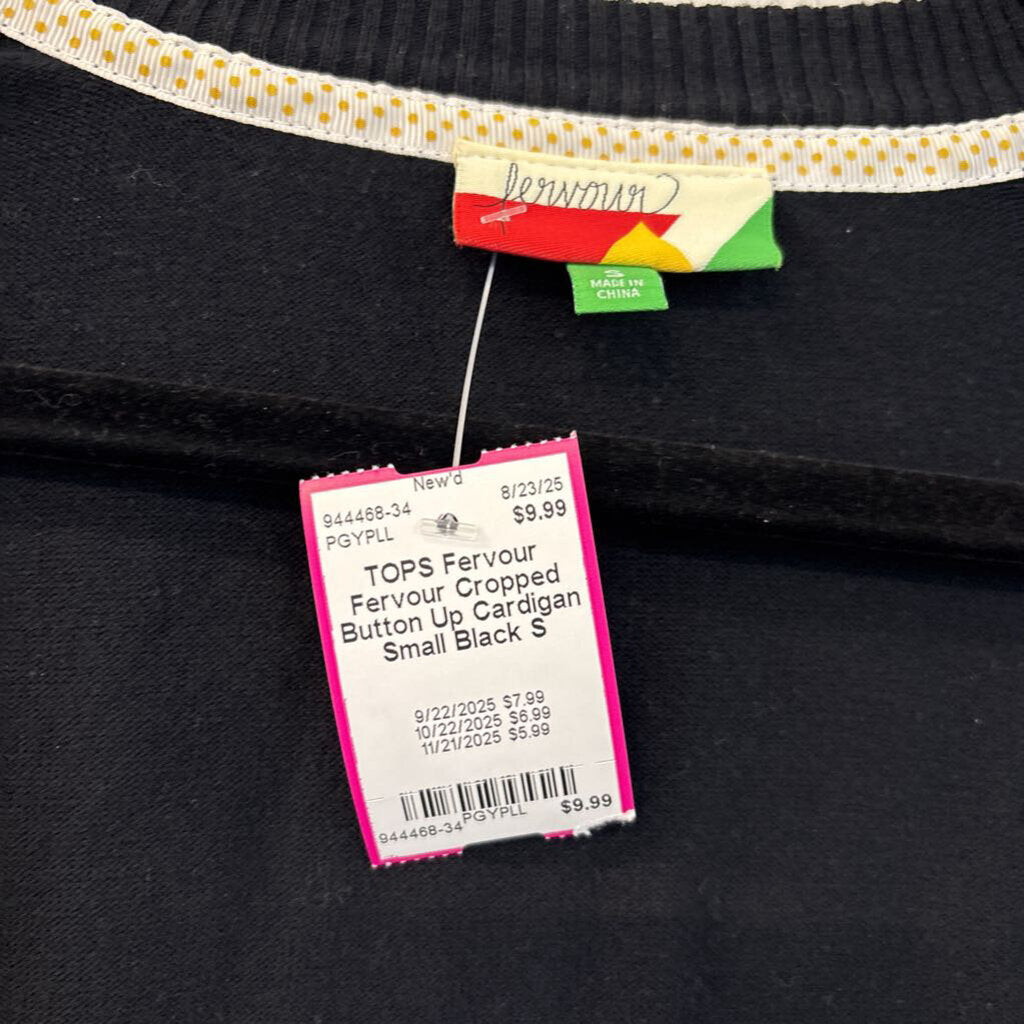 fervour
S
MADE IN
CHINA
New'd
944468-34 8/23/25
PGYPLL $9.99
TOPS Fervour
Fervour Cropped
Button Up Cardigan
Small Black S
9/22/2025 $7.99
10/22/2025 $6.99
11/21/2025 $5.99
944468-34 PGYPLL $9.99